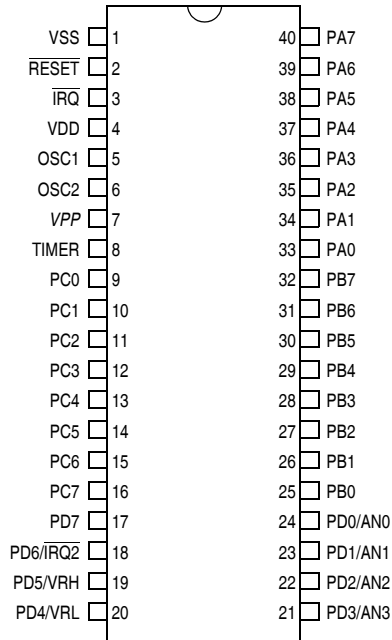 VSS 1 40 PA7
RESET 2 39 PA6
IRQ 3 38 PA5
VDD 4 37 PA4
OSC1 5 36 PA3
OSC2 6 35 PA2
VPP 7 34 PA1
TIMER 8 33 PA0
PC0 9 32 PB7
PC1 10 31 PB6
PC2 11 30 PB5
PC3 12 29 PB4
PC4 13 28 PB3
PC5 14 27 PB2
PC6 15 26 PB1
PC7 16 25 PB0
PD7 17 24 PD0/AN0
PD6/IRQ2 18 23 PD1/AN1
PD5/VRH 19 22 PD2/AN2
PD4/VRL 20 21 PD3/AN3